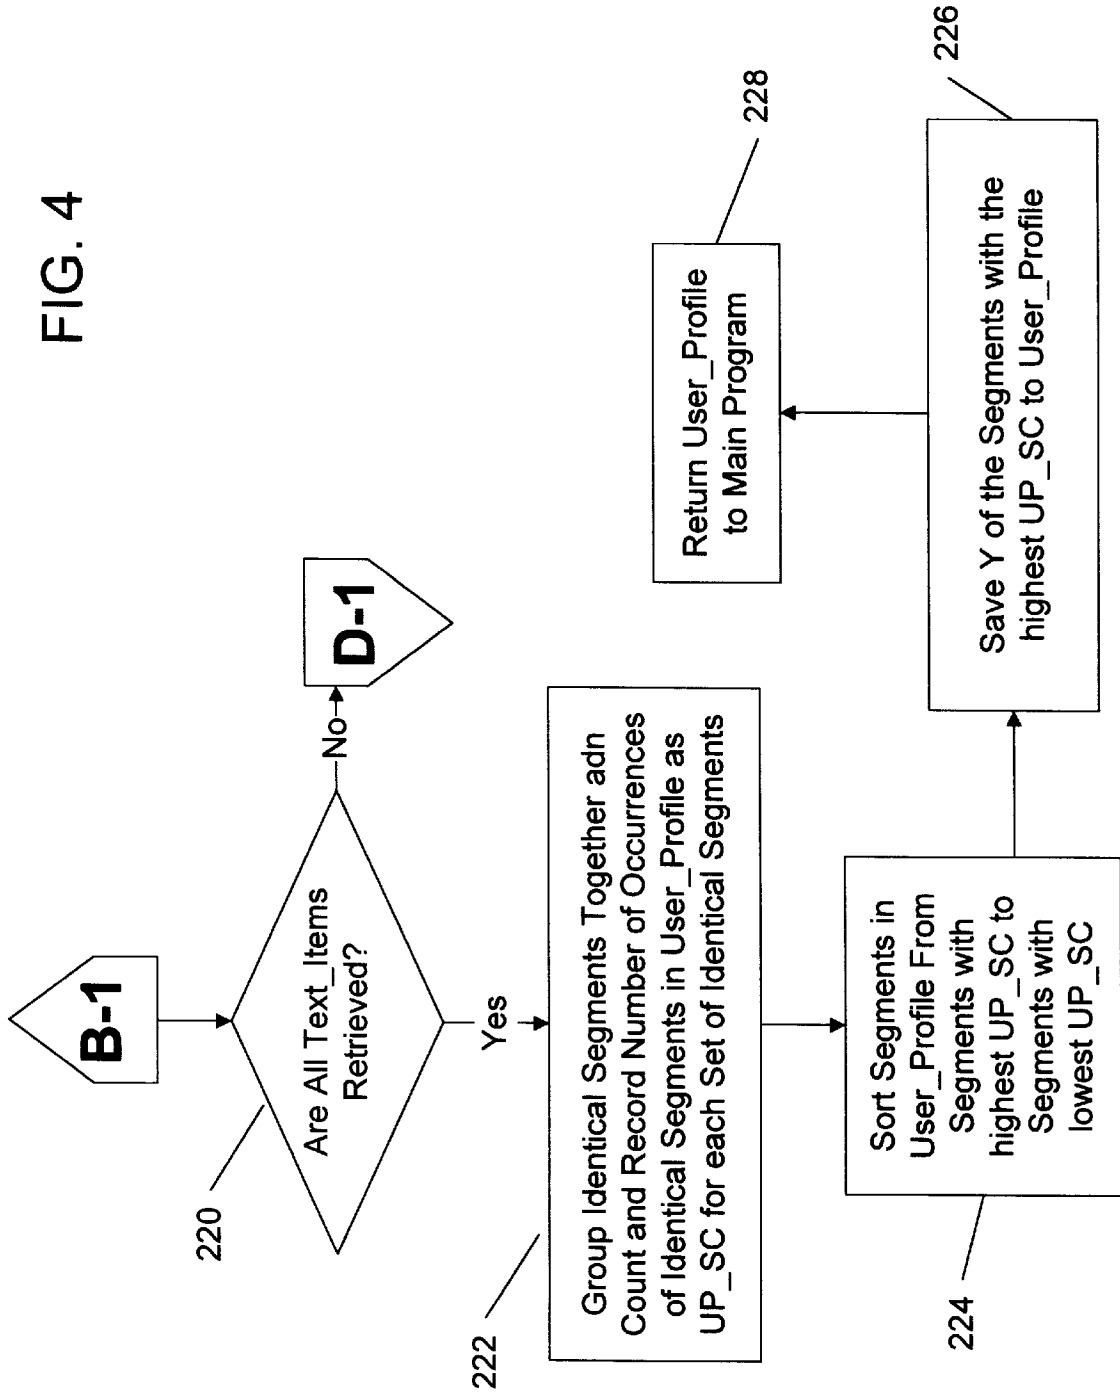 FIG. 4
B-1
220
Are All Text_Items
Retrieved?
No
D-1
Yes
222
Group Identical Segments Together adn
Count and Record Number of Occurrences
of Identical Segments in User_Profile as
UP_SC for each Set of Identical Segments
224
Sort Segments in
User_Profile From
Segments with
highest UP_SC to
Segments with
lowest UP_SC
226
Save Y of the Segments with the
highest UP_SC to User_Profile
228
Return User_Profile
to Main Program